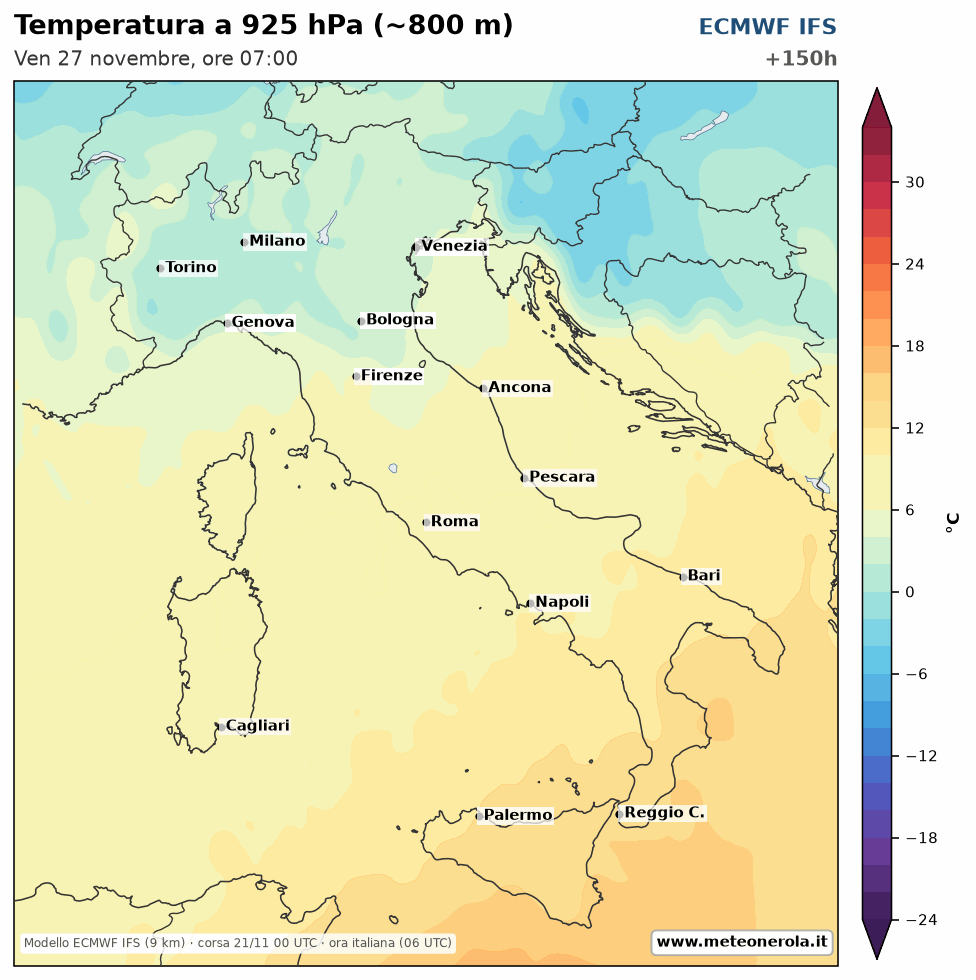 Temperatura a 925 hPa (~800 m)
ECMWF IFS
Ven 27 novembre, ore 07:00
+150h
Milano
Venezia
Torino
Genova
Bologna
Firenze
Ancona
Pescara
Roma
Bari
Napoli
Cagliari
Palermo
Reggio C.
30
24
18
12
6
0
−6
−12
−18
−24
°C
Modello ECMWF IFS (9 km) · corsa 21/11 00 UTC · ora italiana (06 UTC)
www.meteonerola.it